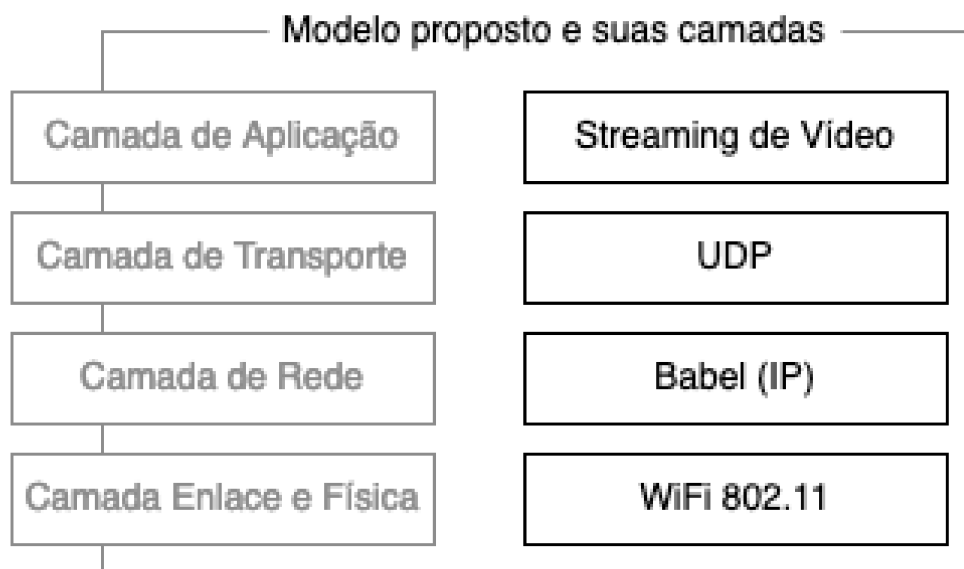 Modelo proposto e suas camadas
Camada de Aplicação
Streaming de Vídeo
Camada de Transporte
UDP
Camada de Rede
Babel (IP)
Camada Enlace e Física
WiFi 802.11